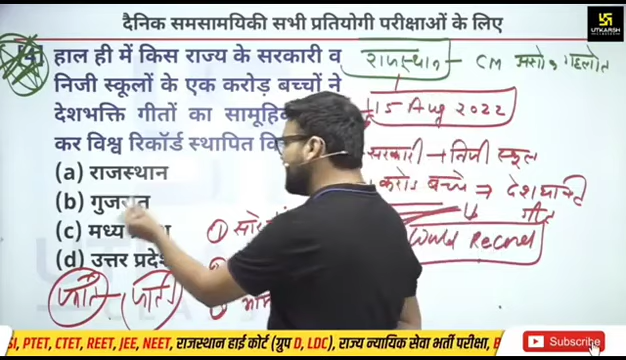 दैनिक समसामयिकी सभी प्रतियोगी परीक्षाओं के लिए
UTKARSH
हाल ही में किस राज्य के सरकारी व
निजी स्कूलों के एक करोड़ बच्चों ने
देशभक्ति गीतों का
कर विश्व रिकॉर्ड स्थापित
(a) राजस्थान
(b) गुजरात
(c) मध्य
(d) उत्तर
राजस्थान - CM अशोक गहलोत
15 Aug 2022
सरकारी → निजी स्कूल
करोड़ बच्चे ⇒ देशभक्ति
गीत
World Record
①
PTET, CTET, REET, JEE, NEET, राजस्थान हाई कोर्ट (ग्रुप D, LDC), राज्य न्यायिक सेवा भर्ती परीक्षा,
Subscribe